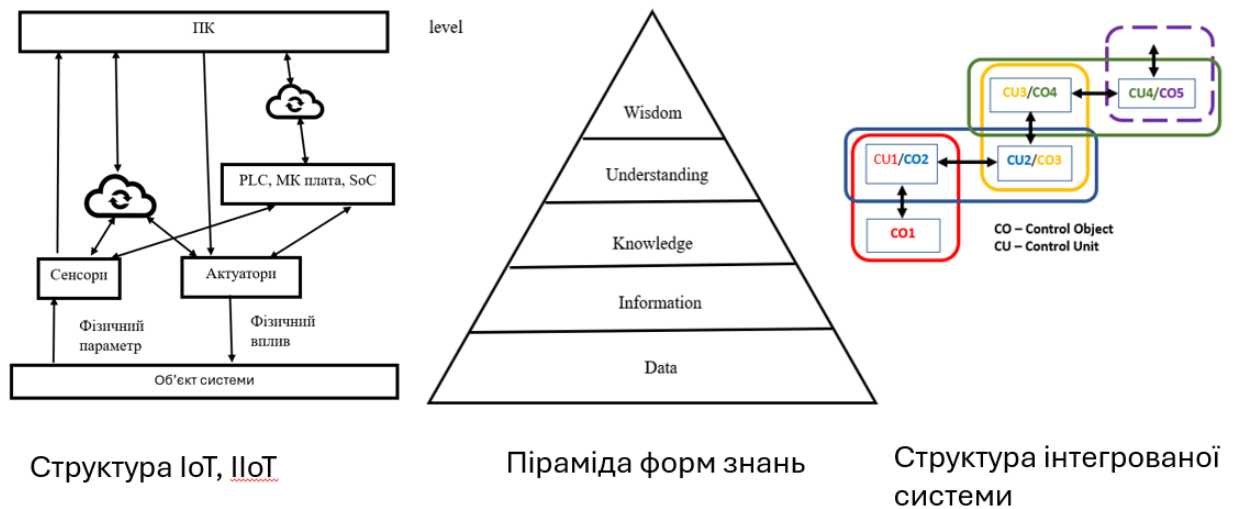 ПК
PLC, МК плата, SoC
Сенсори
Актуатори
Фізичний
параметр
Фізичний
вплив
Об'єкт системи
Структура IoT, IIoT
level
Wisdom
Understanding
Knowledge
Information
Data
Піраміда форм знань
CU3/CO4
CU4/CO5
CU1/CO2
CU2/CO3
CO1
CO – Control Object
CU – Control Unit
Структура інтегрованої
системи